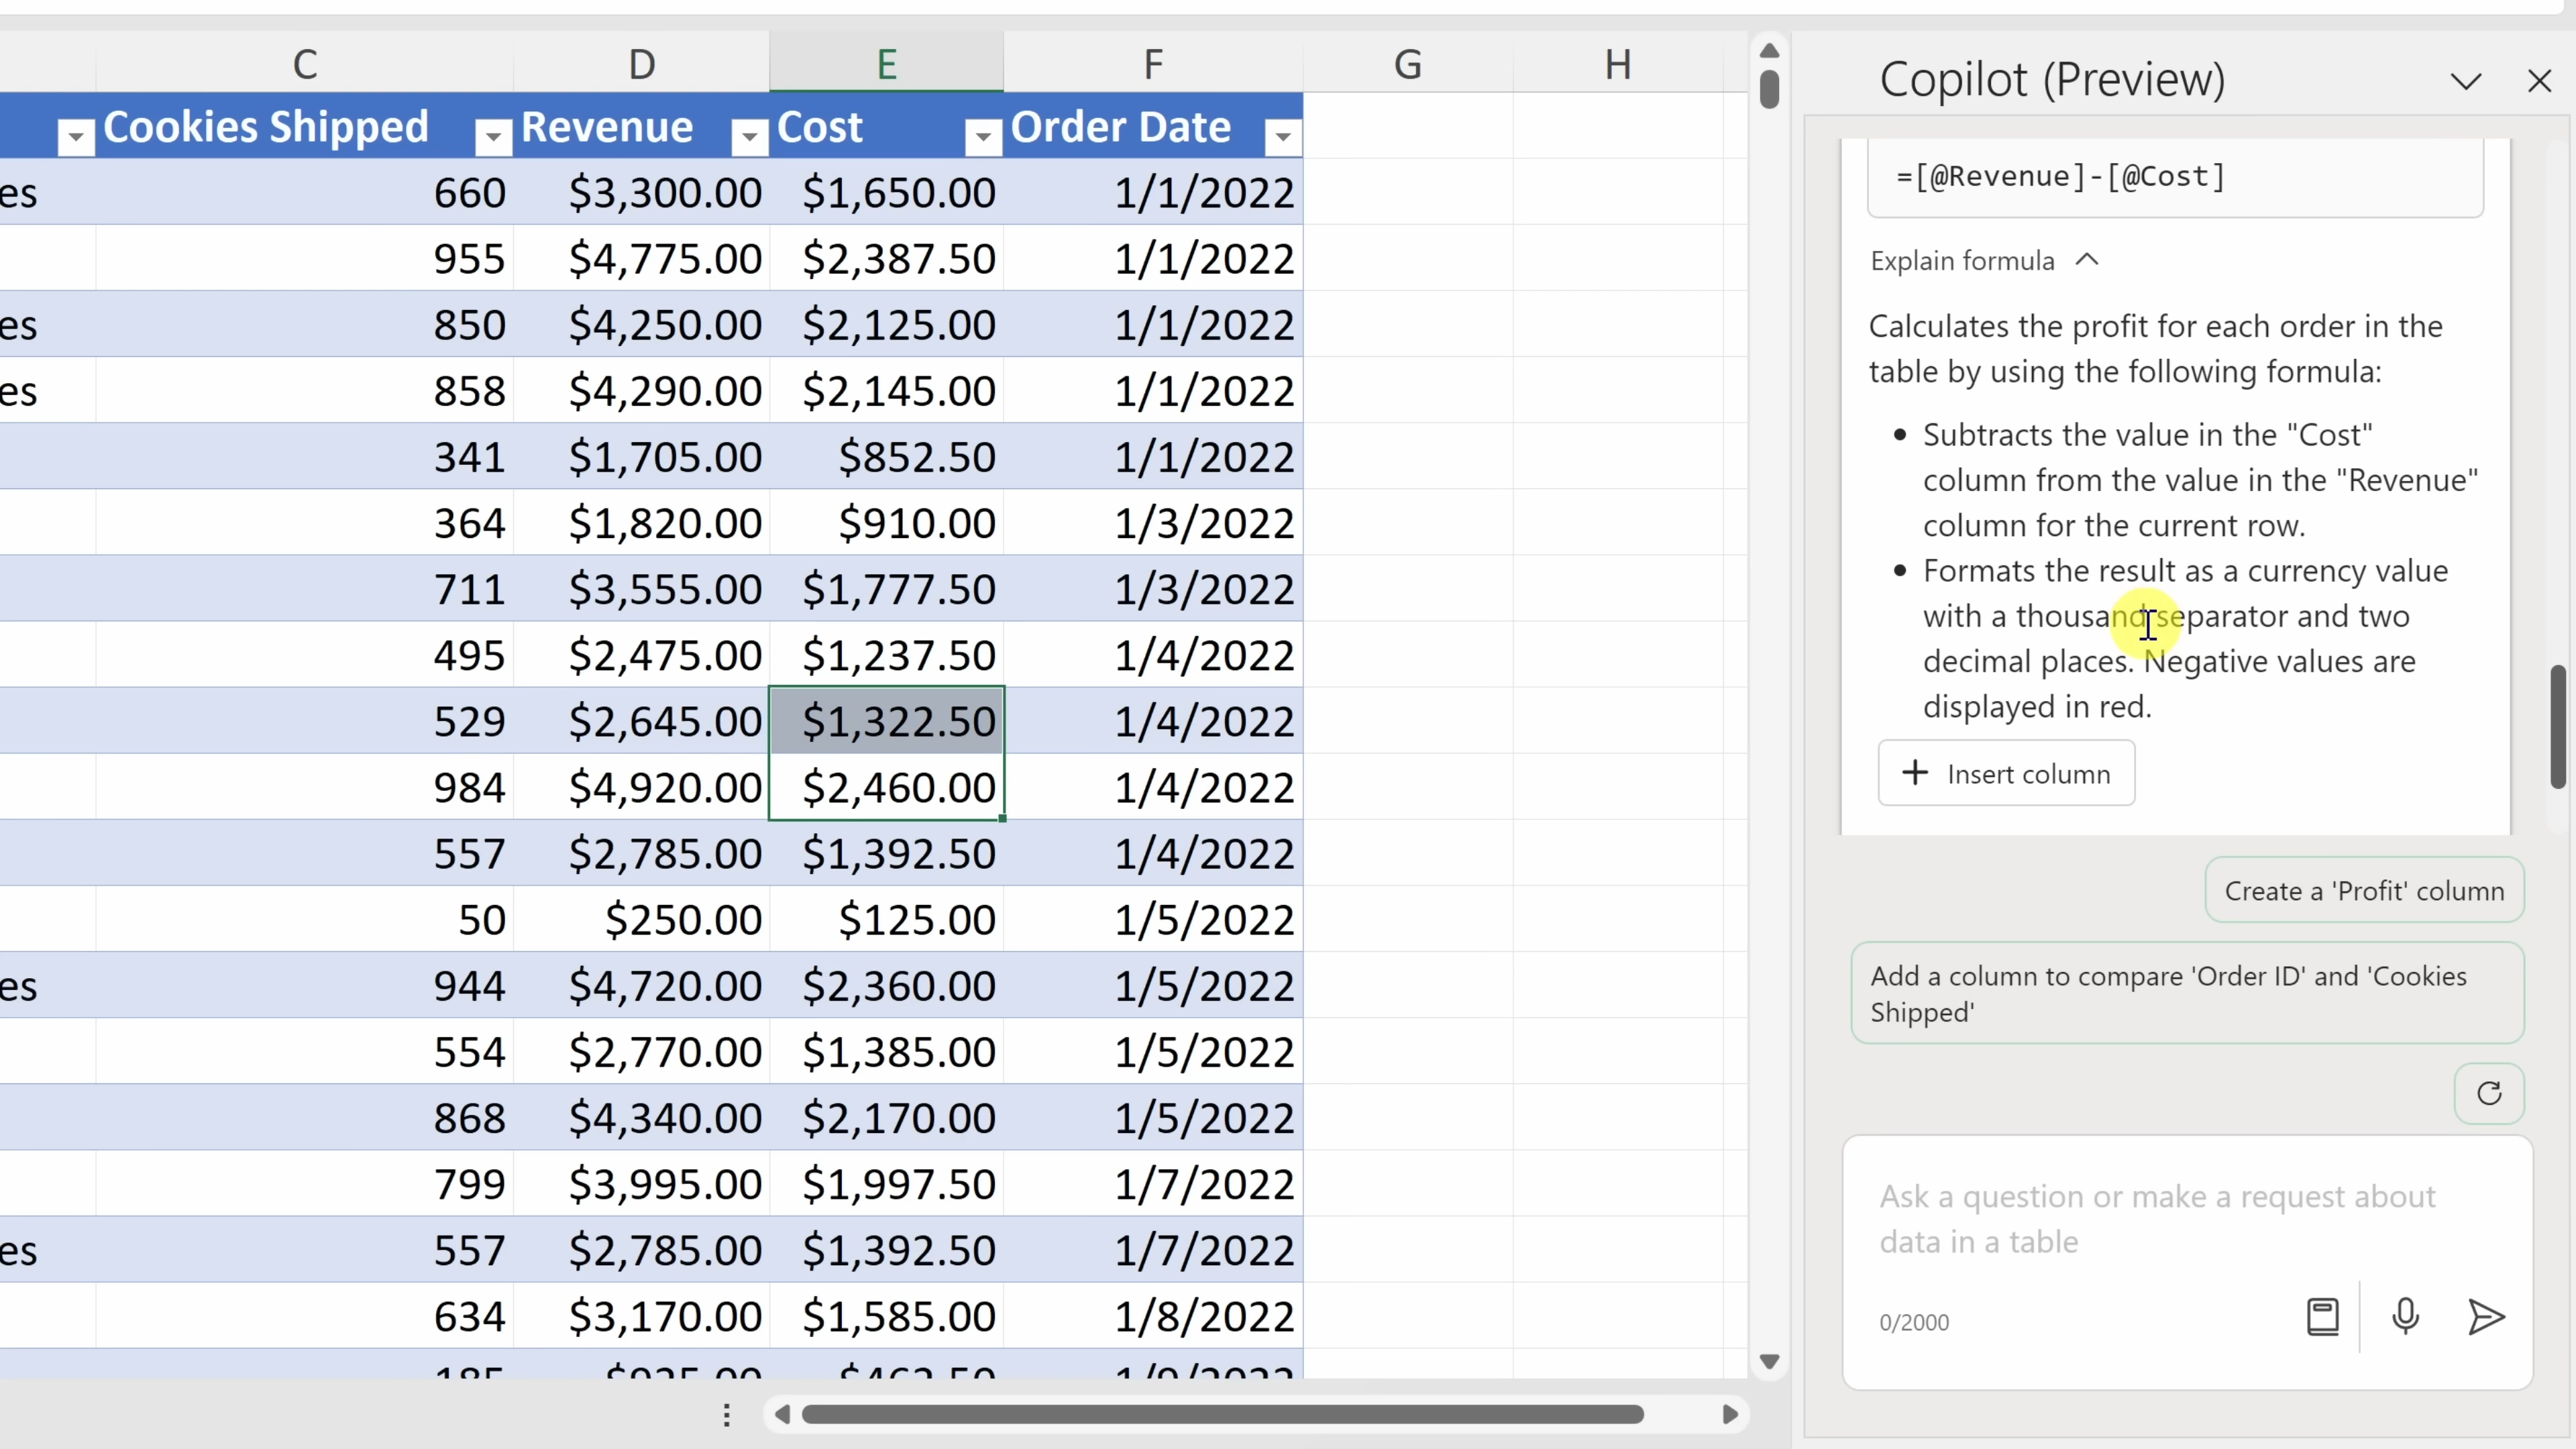 C D E F G H
Cookies Shipped Revenue Cost Order Date
es 660 $3,300.00 $1,650.00 1/1/2022
955 $4,775.00 $2,387.50 1/1/2022
es 850 $4,250.00 $2,125.00 1/1/2022
es 858 $4,290.00 $2,145.00 1/1/2022
341 $1,705.00 $852.50 1/1/2022
364 $1,820.00 $910.00 1/3/2022
711 $3,555.00 $1,777.50 1/3/2022
495 $2,475.00 $1,237.50 1/4/2022
529 $2,645.00 $1,322.50 1/4/2022
984 $4,920.00 $2,460.00 1/4/2022
557 $2,785.00 $1,392.50 1/4/2022
50 $250.00 $125.00 1/5/2022
es 944 $4,720.00 $2,360.00 1/5/2022
554 $2,770.00 $1,385.00 1/5/2022
868 $4,340.00 $2,170.00 1/5/2022
799 $3,995.00 $1,997.50 1/7/2022
es 557 $2,785.00 $1,392.50 1/7/2022
634 $3,170.00 $1,585.00 1/8/2022
Copilot (Preview)
=[@Revenue]-[@Cost]
Explain formula
Calculates the profit for each order in the
table by using the following formula:
• Subtracts the value in the "Cost"
column from the value in the "Revenue"
column for the current row.
• Formats the result as a currency value
with a thousand separator and two
decimal places. Negative values are
displayed in red.
+ Insert column
Create a 'Profit' column
Add a column to compare 'Order ID' and 'Cookies
Shipped'
Ask a question or make a request about
data in a table
0/2000